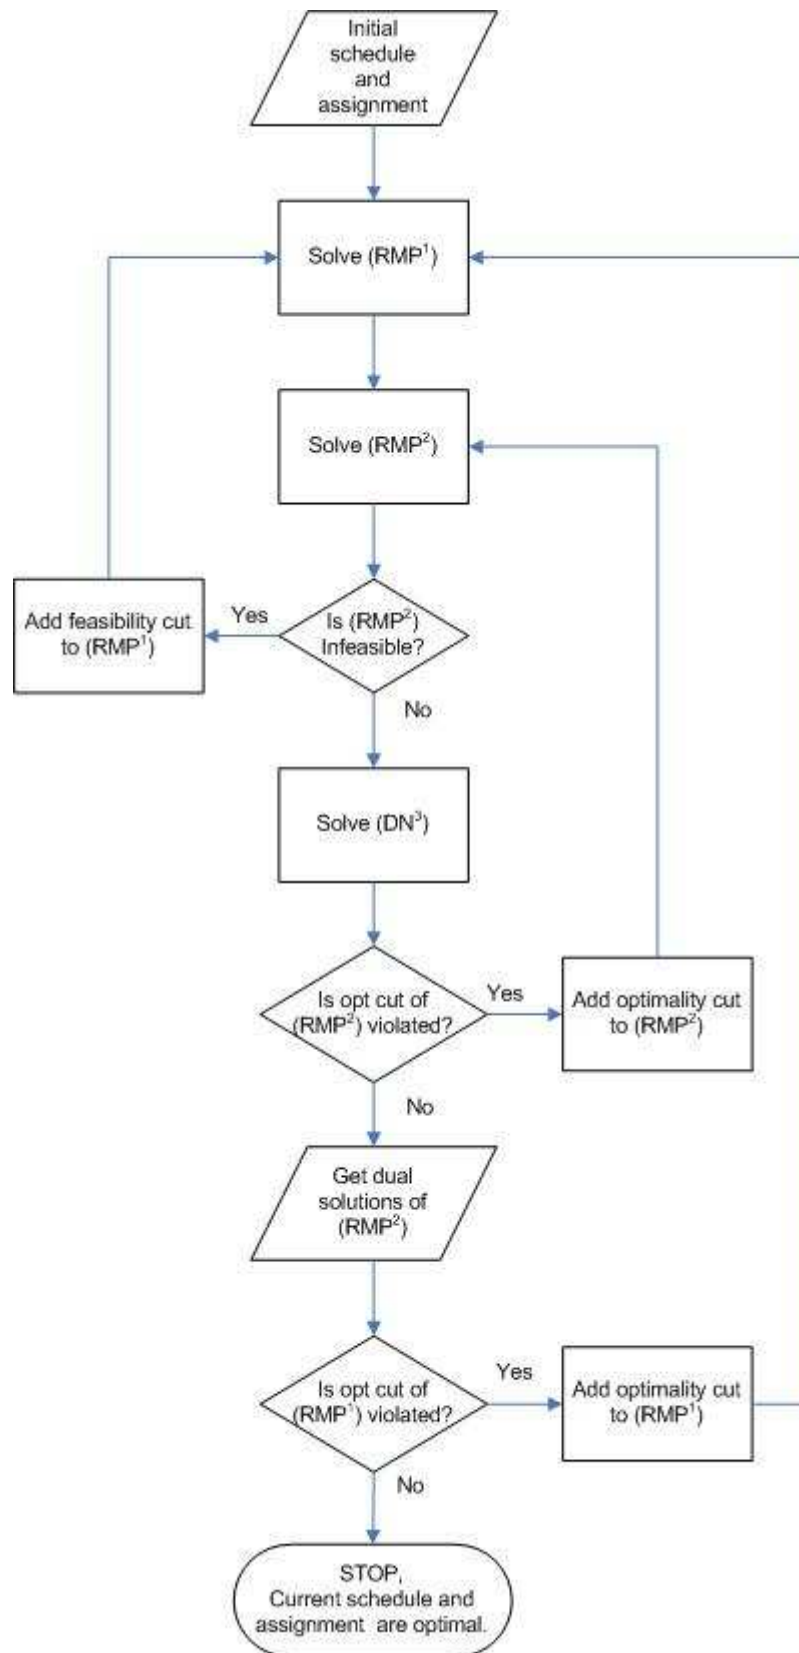 Initial
schedule
and
assignment
Solve (RMP¹)
Solve (RMP²)
Add feasibility cut
to (RMP¹)
Yes
Is (RMP²)
Infeasible?
No
Solve (DN³)
Is opt cut of
(RMP²) violated?
Yes
Add optimality cut
to (RMP²)
No
Get dual
solutions of
(RMP²)
Is opt cut of
(RMP¹) violated?
Yes
Add optimality cut
to (RMP¹)
No
STOP,
Current schedule and
assignment are optimal.